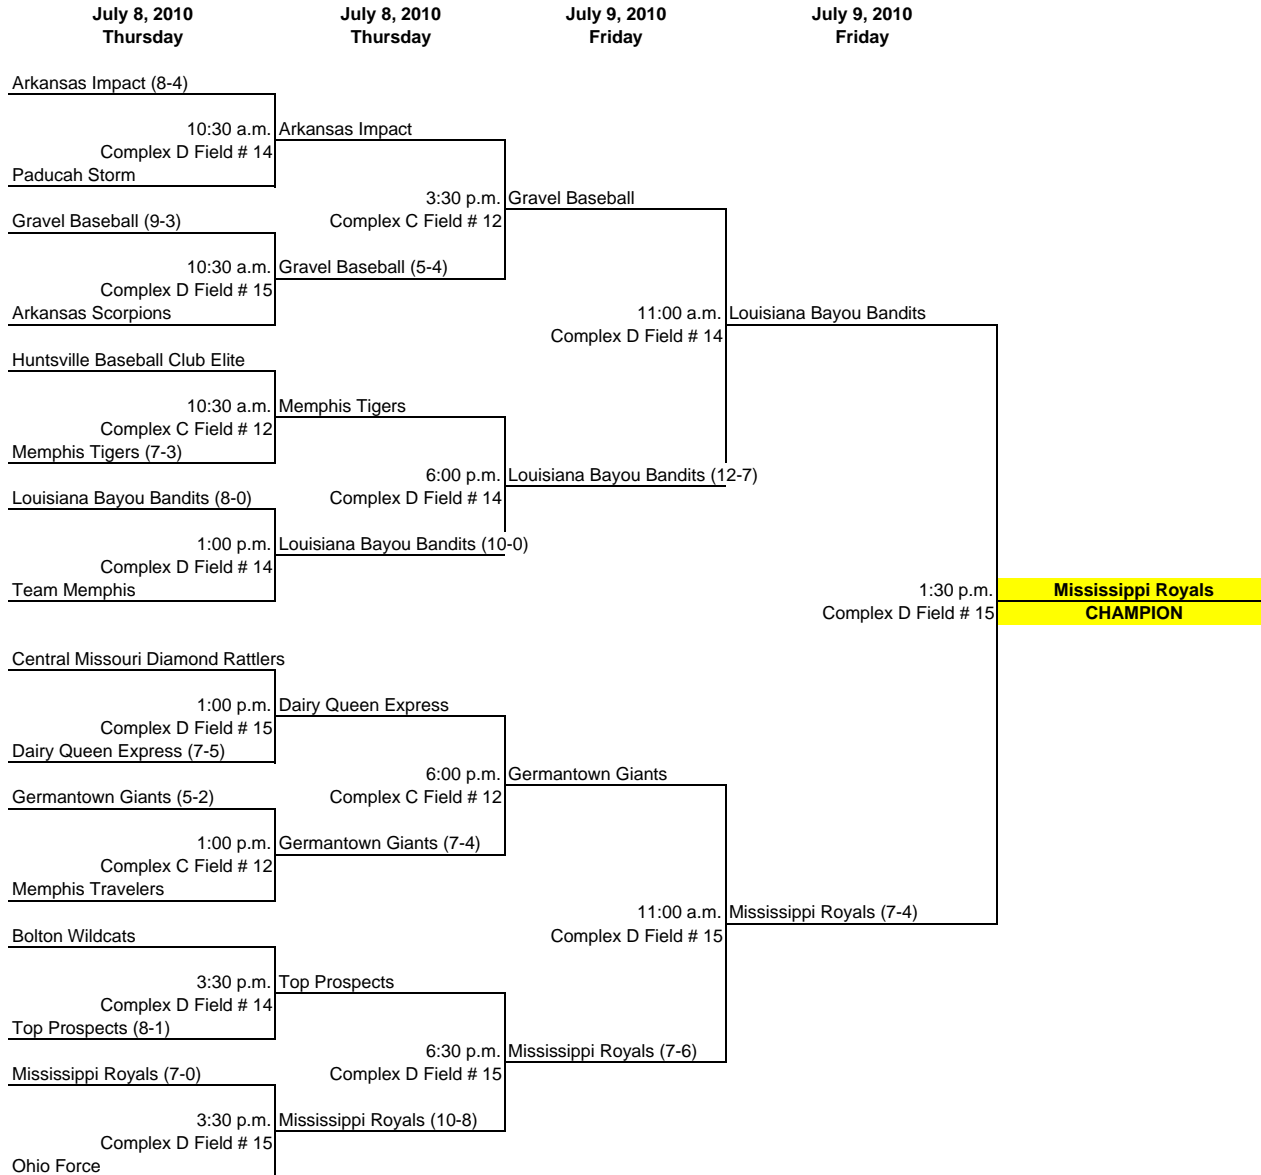 July 8, 2010 July 8, 2010 July 9, 2010 July 9, 2010
Thursday Thursday Friday Friday
Arkansas Impact (8-4)
10:30 a.m. Arkansas Impact
Complex D Field # 14
Paducah Storm
3:30 p.m. Gravel Baseball
Gravel Baseball (9-3) Complex C Field # 12
10:30 a.m. Gravel Baseball (5-4)
Complex D Field # 15
Arkansas Scorpions 11:00 a.m. Louisiana Bayou Bandits
Complex D Field # 14
Huntsville Baseball Club Elite
10:30 a.m. Memphis Tigers
Complex C Field # 12
Memphis Tigers (7-3)
6:00 p.m. Louisiana Bayou Bandits (12-7)
Louisiana Bayou Bandits (8-0) Complex D Field # 14
1:00 p.m. Louisiana Bayou Bandits (10-0)
Complex D Field # 14
Team Memphis 1:30 p.m. Mississippi Royals
Complex D Field # 15 CHAMPION
Central Missouri Diamond Rattlers
1:00 p.m. Dairy Queen Express
Complex D Field # 15
Dairy Queen Express (7-5)
6:00 p.m. Germantown Giants
Germantown Giants (5-2) Complex C Field # 12
1:00 p.m. Germantown Giants (7-4)
Complex C Field # 12
Memphis Travelers
11:00 a.m. Mississippi Royals (7-4)
Bolton Wildcats Complex D Field # 15
3:30 p.m. Top Prospects
Complex D Field # 14
Top Prospects (8-1)
6:30 p.m. Mississippi Royals (7-6)
Mississippi Royals (7-0) Complex D Field # 15
3:30 p.m. Mississippi Royals (10-8)
Complex D Field # 15
Ohio Force